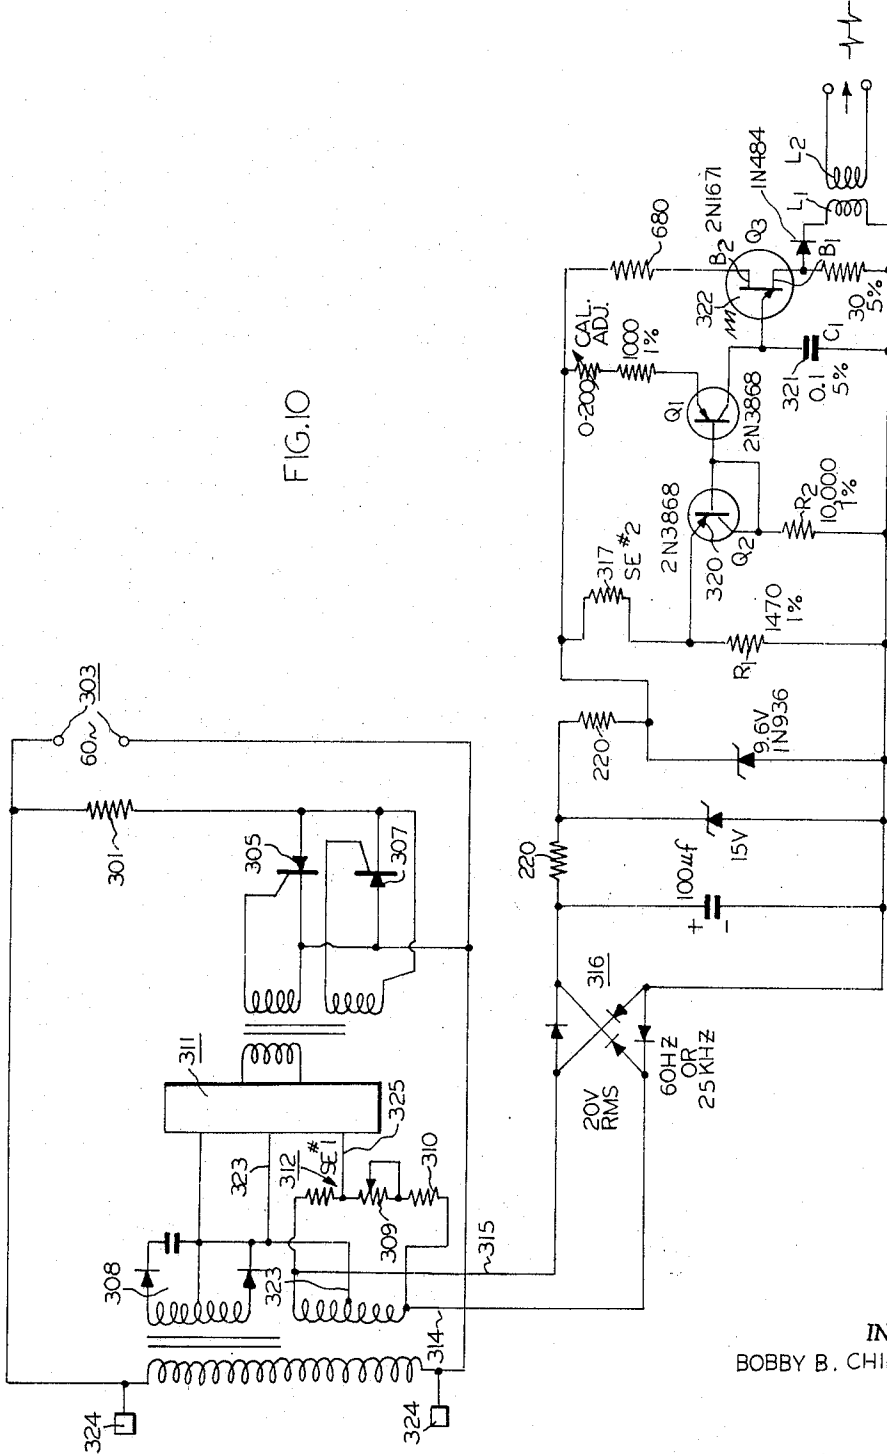 FIG.10
324
324
308
323
323
314
315
309
310
312
SE #1
325
311
301
303
60~
305
307
20V
RMS
316
60HZ
OR
25KHZ
100μf
+
-
220
15V
220
9.6V
1N936
317
SE #2
R1
1470
1%
2N3868
320
Q2
R2
10,000
1%
Q1
2N3868
0-200
CAL.
ADJ.
1000
1%
321
0.1
5%
C1
322
680
B2
2N1671
Q3
B1
30
5%
1N484
L1
L2
IN
BOBBY B. CHI